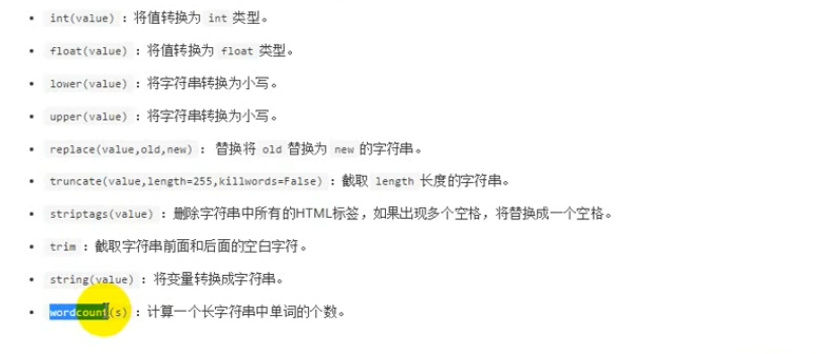 int(value) ：将值转换为 int 类型。
float(value) ：将值转换为 float 类型。
lower(value) ：将字符串转换为小写。
upper(value) ：将字符串转换为小写。
replace(value,old,new) ： 替换将 old 替换为 new 的字符串。
truncate(value,length=255,killwords=False) ：截取 length 长度的字符串。
striptags(value) ：删除字符串中所有的HTML标签，如果出现多个空格，将替换成一个空格。
trim ：截取字符串前面和后面的空白字符。
string(value) ：将变量转换成字符串。
wordcount(s) ：计算一个长字符串中单词的个数。